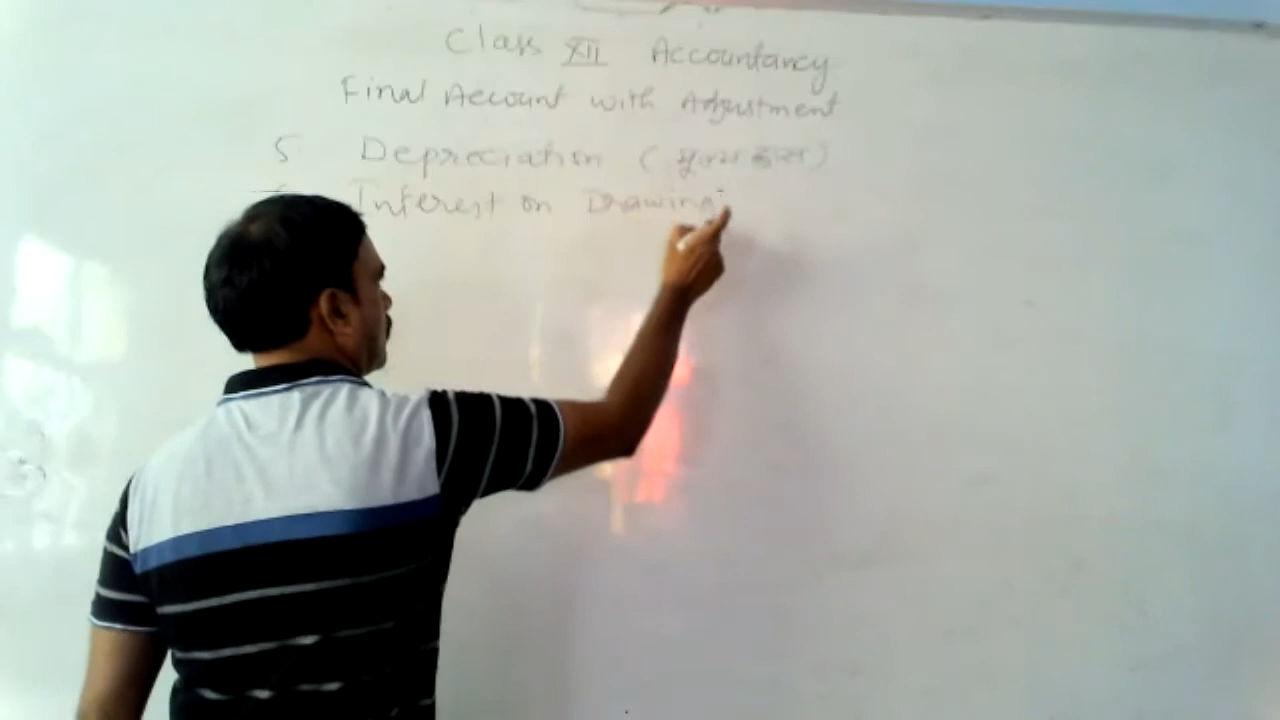 Class XII Accountancy
Final Account with Adjustment
5 Depreciation (मूल्य ह्रास)
Interest on Drawing